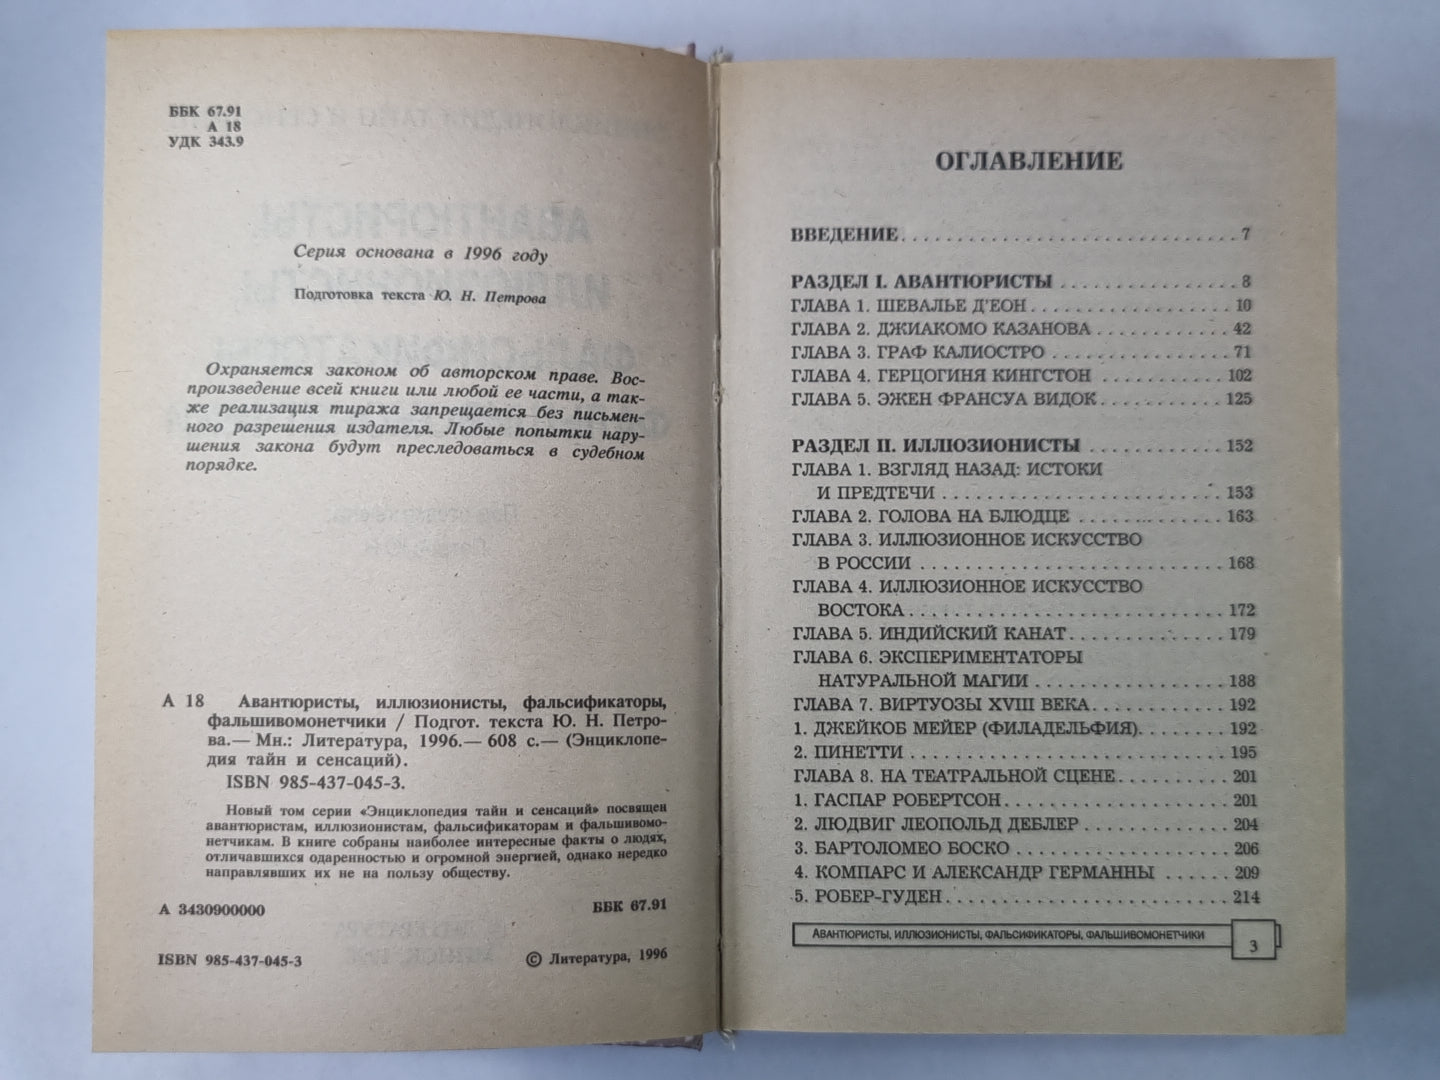 ББК 67.91
А 18
УДК 343.9
Серия основана в 1996 году
Подготовка текста Ю. Н. Петрова
Охраняется законом об авторском праве. Вос-
произведение всей книги или любой ее части, а так-
же реализация тиража запрещается без письмен-
ного разрешения издателя. Любые попытки нару-
шения закона будут преследоваться в судебном
порядке.
А 18 Авантюристы, иллюзионисты, фальсификаторы,
фальшивомонетчики / Подгот. текста Ю. Н. Петро-
ва.— Мн.: Литература, 1996.— 608 с.— (Энциклопе-
дия тайн и сенсаций).
ISBN 985-437-045-3.
Новый том серии «Энциклопедия тайн и сенсаций» посвящен
авантюристам, иллюзионистам, фальсификаторам и фальшивомо-
нетчикам. В книге собраны наиболее интересные факты о людях,
отличавшихся одаренностью и огромной энергией, однако нередко
направлявших их не на пользу обществу.
А 3430900000 ББК 67.91
ISBN 985-437-045-3 © Литература, 1996
ОГЛАВЛЕНИЕ
ВВЕДЕНИЕ. . . . . . . . . . . . . . . . . . . . . . . . . 7
РАЗДЕЛ I. АВАНТЮРИСТЫ . . . . . . . . . . . . . . 8
ГЛАВА 1. ШЕВАЛЬЕ Д'ЕОН . . . . . . . . . . . . . . . 10
ГЛАВА 2. ДЖИАКОМО КАЗАНОВА . . . . . . . . . . 42
ГЛАВА 3. ГРАФ КАЛИОСТРО . . . . . . . . . . . . . 71
ГЛАВА 4. ГЕРЦОГИНЯ КИНГСТОН . . . . . . . . . 102
ГЛАВА 5. ЭЖЕН ФРАНСУА ВИДОК. . . . . . . . . 125
РАЗДЕЛ II. ИЛЛЮЗИОНИСТЫ . . . . . . . . . . 152
ГЛАВА 1. ВЗГЛЯД НАЗАД: ИСТОКИ
И ПРЕДТЕЧИ . . . . . . . . . . . . . . . . . . . . 153
ГЛАВА 2. ГОЛОВА НА БЛЮДЦЕ . . . . . . . . . . . 163
ГЛАВА 3. ИЛЛЮЗИОННОЕ ИСКУССТВО
В РОССИИ . . . . . . . . . . . . . . . . . . . . . . 168
ГЛАВА 4. ИЛЛЮЗИОННОЕ ИСКУССТВО
ВОСТОКА . . . . . . . . . . . . . . . . . . . . . . 172
ГЛАВА 5. ИНДИЙСКИЙ КАНАТ. . . . . . . . . . . . 179
ГЛАВА 6. ЭКСПЕРИМЕНТАТОРЫ
НАТУРАЛЬНОЙ МАГИИ . . . . . . . . . . . . . . 188
ГЛАВА 7. ВИРТУОЗЫ XVIII ВЕКА. . . . . . . . . . 192
1. ДЖЕЙКОБ МЕЙЕР (ФИЛАДЕЛЬФИЯ). . . . . . . 192
2. ПИНЕТТИ . . . . . . . . . . . . . . . . . . . . . . . 195
ГЛАВА 8. НА ТЕАТРАЛЬНОЙ СЦЕНЕ . . . . . . . . 201
1. ГАСПАР РОБЕРТСОН . . . . . . . . . . . . . . . . 201
2. ЛЮДВИГ ЛЕОПОЛЬД ДЕБЛЕР . . . . . . . . . . 204
3. БАРТОЛОМЕО БОСКО . . . . . . . . . . . . . . . . 206
4. КОМПАРС И АЛЕКСАНДР ГЕРМАННЫ . . . . . . 209
5. РОБЕР-ГУДЕН . . . . . . . . . . . . . . . . . . . . 214
АВАНТЮРИСТЫ, ИЛЛЮЗИОНИСТЫ, ФАЛЬСИФИКАТОРЫ, ФАЛЬШИВОМОНЕТЧИКИ 3